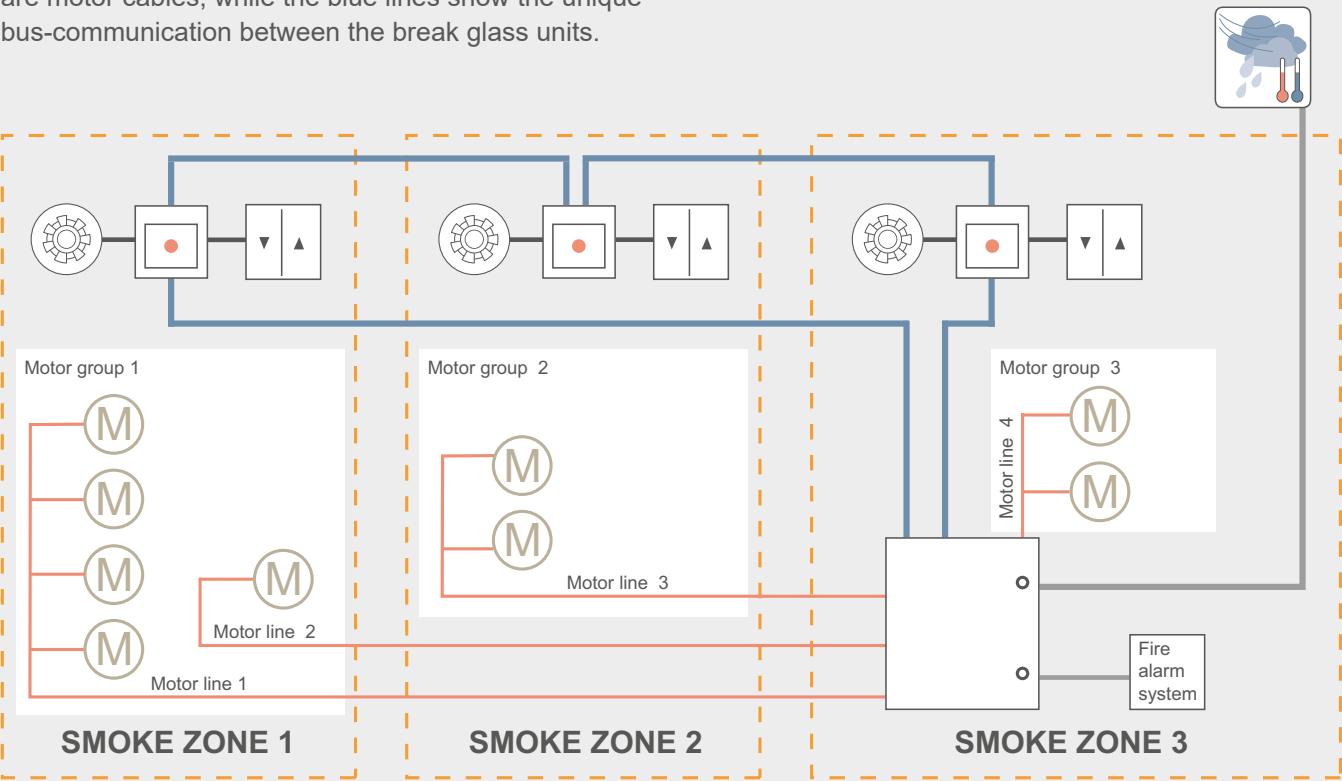 are motor cables, while the blue lines show the unique
bus-communication between the break glass units.
Motor group 1
M
M
M
M
M
Motor line 2
Motor line 1
SMOKE ZONE 1
Motor group 2
M
M
Motor line 3
SMOKE ZONE 2
Motor group 3
Motor line 4
M
M
Fire
alarm
system
SMOKE ZONE 3